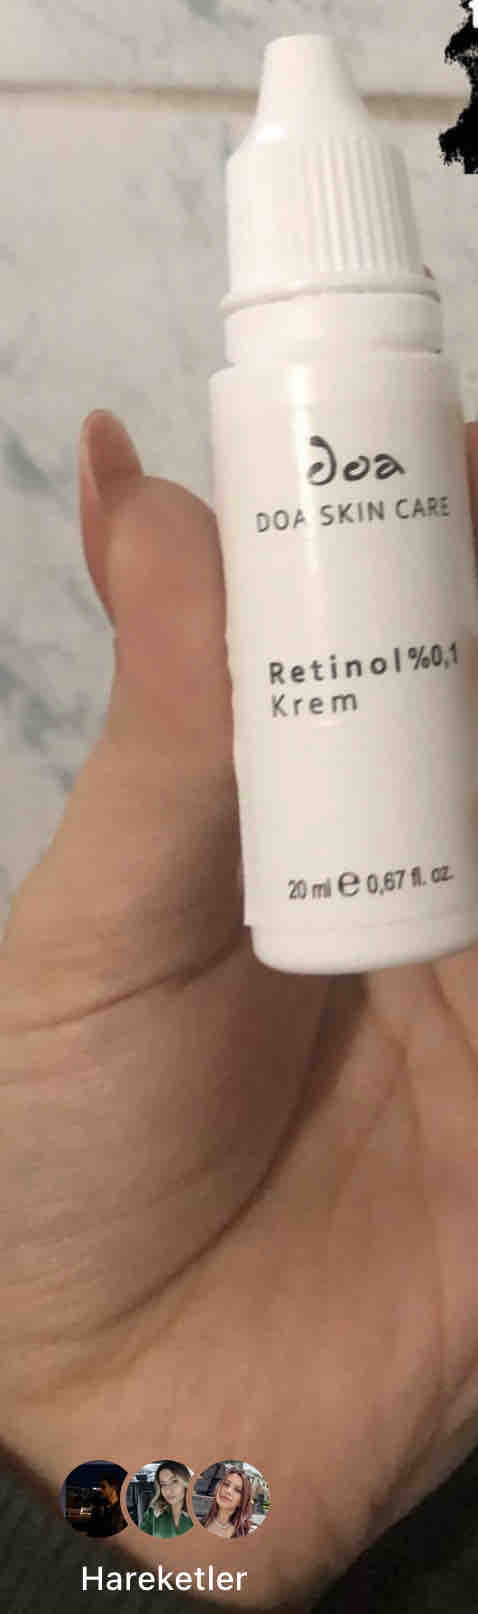 doa
DOA SKIN CARE
Retinol %0,1
Krem
20 ml e 0,67 fl. oz.
Hareketler